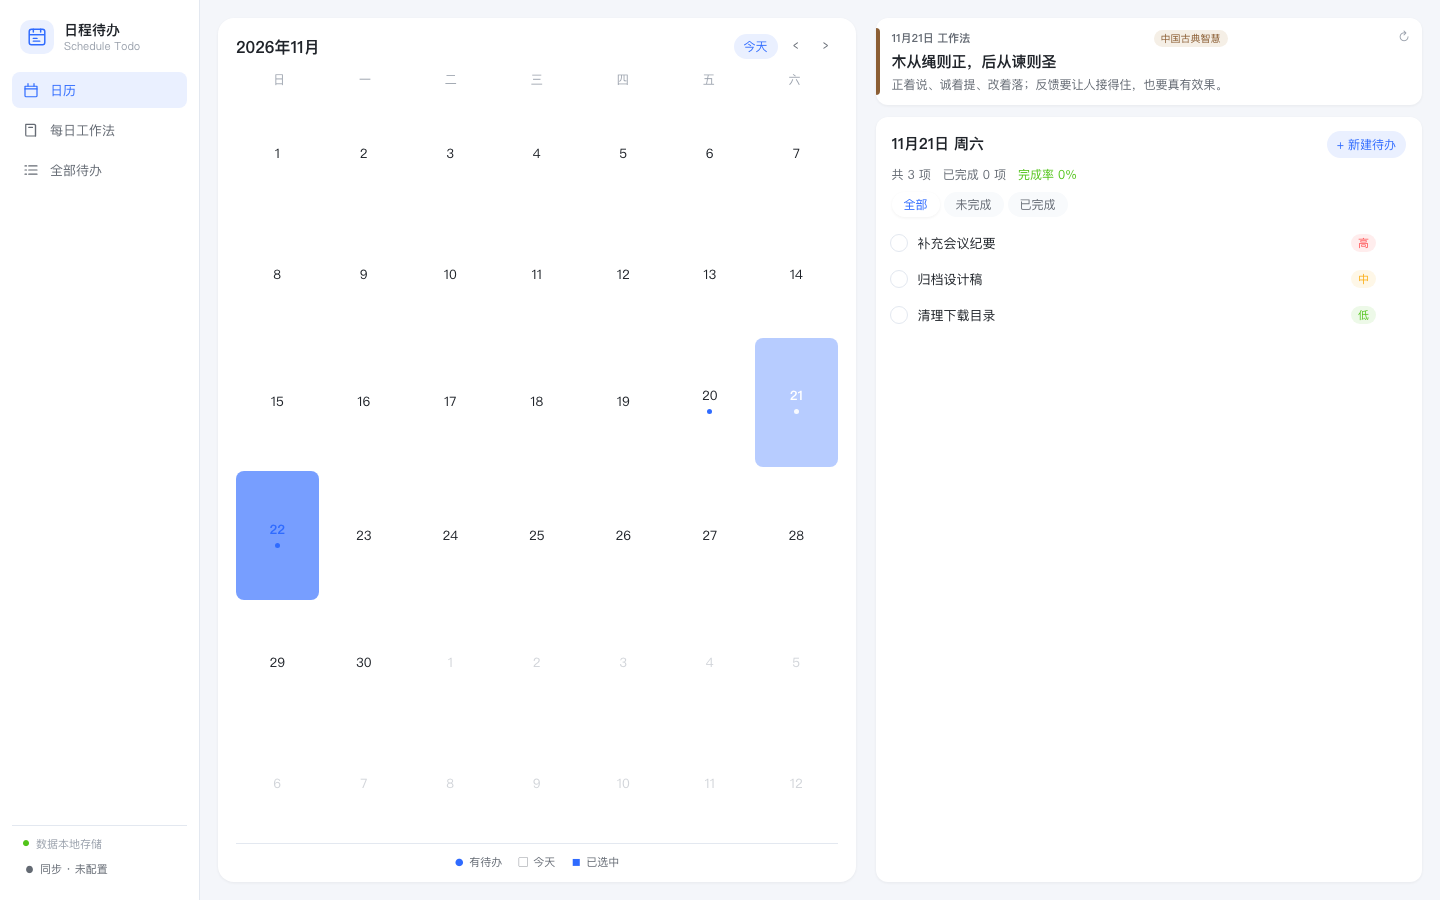 日程待办
Schedule Todo
日历
每日工作法
全部待办
数据本地存储
同步 · 未配置
2026年11月
今天 < >
日 一 二 三 四 五 六
1 2 3 4 5 6 7
8 9 10 11 12 13 14
15 16 17 18 19 20 21
22 23 24 25 26 27 28
29 30 1 2 3 4 5
6 7 8 9 10 11 12
有待办 今天 已选中
11月21日 工作法 中国古典智慧
木从绳则正，后从谏则圣
正着说、诚着提、改着落；反馈要让人接得住，也要真有效果。
11月21日 周六 + 新建待办
共 3 项 已完成 0 项 完成率 0%
全部 未完成 已完成
补充会议纪要 高
归档设计稿 中
清理下载目录 低